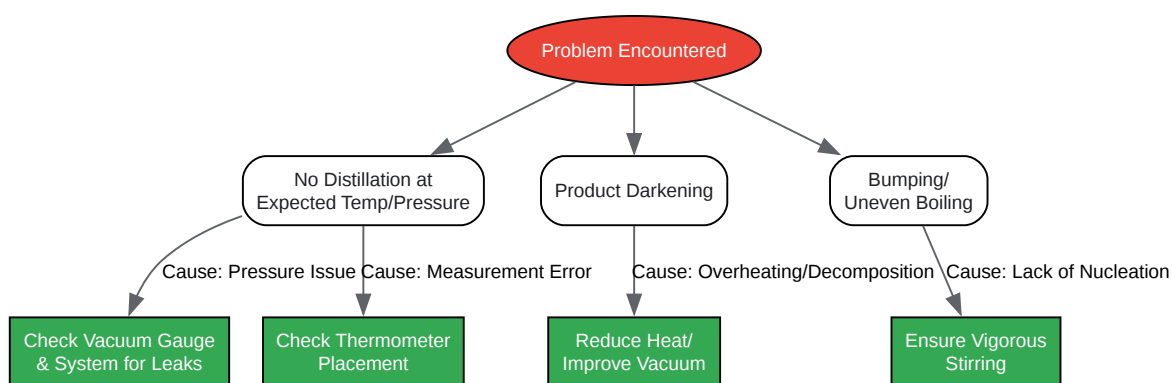 Problem Encountered
No Distillation at
Expected Temp/Pressure
Product Darkening
Bumping/
Uneven Boiling
Cause: Pressure Issue
Cause: Measurement Error
Cause: Overheating/Decomposition
Cause: Lack of Nucleation
Check Vacuum Gauge
& System for Leaks
Check Thermometer
Placement
Reduce Heat/
Improve Vacuum
Ensure Vigorous
Stirring